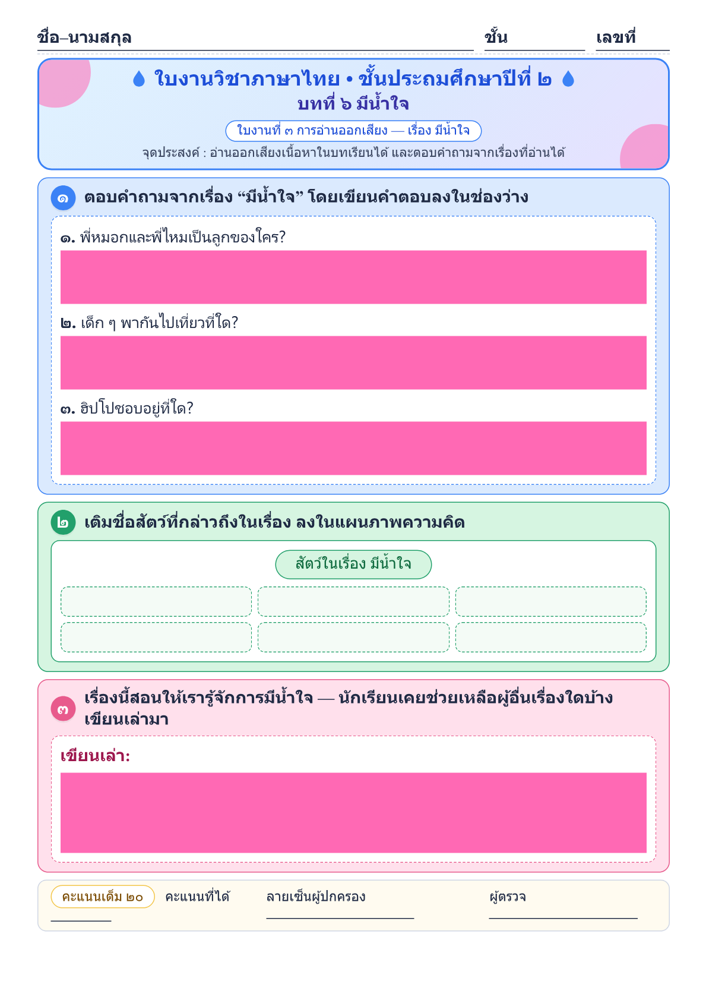 ชื่อ–นามสกุล ชั้น เลขที่
ใบงานวิชาภาษาไทย • ชั้นประถมศึกษาปีที่ ๒
บทที่ ๖ มีน้ำใจ
ใบงานที่ ๓ การอ่านออกเสียง — เรื่อง มีน้ำใจ
จุดประสงค์ : อ่านออกเสียงเนื้อหาในบทเรียนได้ และตอบคำถามจากเรื่องที่อ่านได้
๑ ตอบคำถามจากเรื่อง “มีน้ำใจ” โดยเขียนคำตอบลงในช่องว่าง
๑. พี่หมอกและพี่ไหมเป็นลูกของใคร?
๒. เด็ก ๆ พากันไปเที่ยวที่ใด?
๓. ฮิปโปชอบอยู่ที่ใด?
๒ เติมชื่อสัตว์ที่กล่าวถึงในเรื่อง ลงในแผนภาพความคิด
สัตว์ในเรื่อง มีน้ำใจ
๓ เรื่องนี้สอนให้เรารู้จักการมีน้ำใจ — นักเรียนเคยช่วยเหลือผู้อื่นเรื่องใดบ้าง
เขียนเล่ามา
เขียนเล่า:
คะแนนเต็ม ๒๐ คะแนนที่ได้ ลายเซ็นผู้ปกครอง ผู้ตรวจ